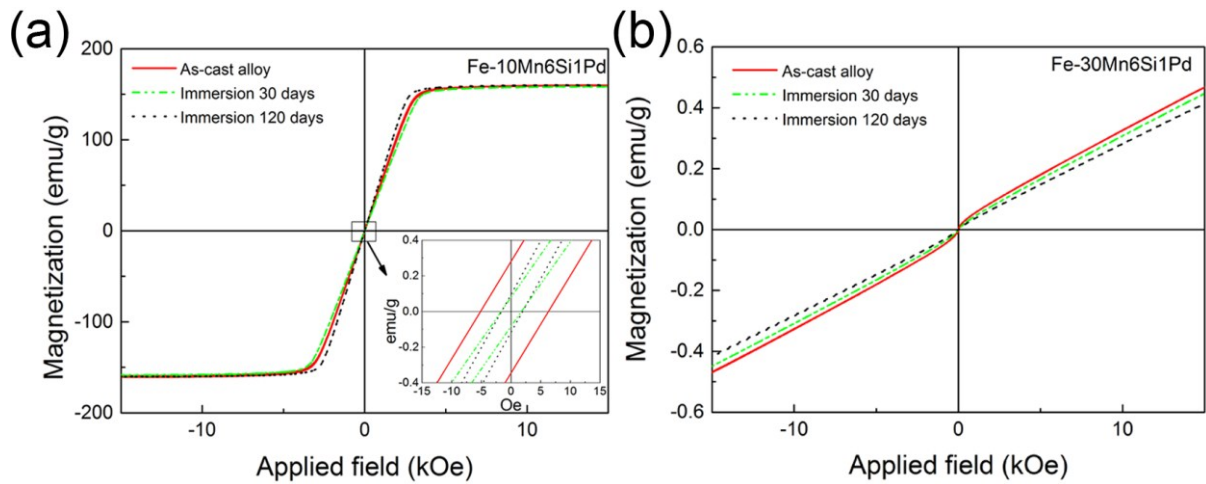 (a)
Fe-10Mn6Si1Pd
As-cast alloy
Immersion 30 days
Immersion 120 days
Magnetization (emu/g)
200
100
0
-100
-200
-10
0
10
Applied field (kOe)
emu/g
0.4
0.2
0.0
-0.2
-0.4
-15
-10
-5
0
5
10
15
Oe
(b)
Fe-30Mn6Si1Pd
As-cast alloy
Immersion 30 days
Immersion 120 days
Magnetization (emu/g)
0.6
0.4
0.2
0.0
-0.2
-0.4
-0.6
-10
0
10
Applied field (kOe)